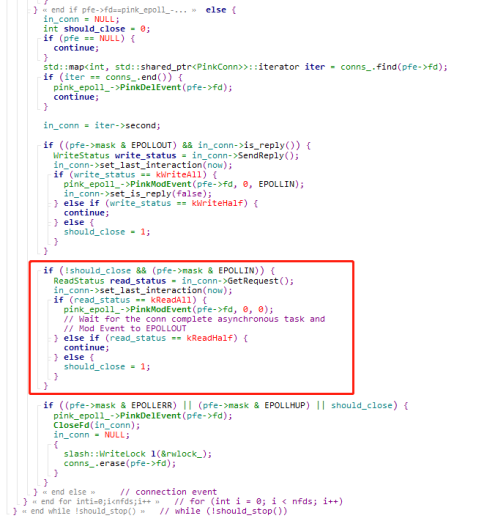 }
} « end if pfe->fd==pink_epoll_-... » else {
in_conn = NULL;
int should_close = 0;
if (pfe == NULL) {
continue;
}
std::map<int, std::shared_ptr<PinkConn>>::iterator iter = conns_.find(pfe->fd);
if (iter == conns_.end()) {
pink_epoll_->PinkDelEvent(pfe->fd);
continue;
}
in_conn = iter->second;
if ((pfe->mask & EPOLLOUT) && in_conn->is_reply()) {
WriteStatus write_status = in_conn->SendReply();
in_conn->set_last_interaction(now);
if (write_status == kWriteAll) {
pink_epoll_->PinkModEvent(pfe->fd, 0, EPOLLIN);
in_conn->set_is_reply(false);
} else if (write_status == kWriteHalf) {
continue;
} else {
should_close = 1;
}
}
if (!should_close && (pfe->mask & EPOLLIN)) {
ReadStatus read_status = in_conn->GetRequest();
in_conn->set_last_interaction(now);
if (read_status == kReadAll) {
pink_epoll_->PinkModEvent(pfe->fd, 0, 0);
// Wait for the conn complete asynchronous task and
// Mod Event to EPOLLOUT
} else if (read_status == kReadHalf) {
continue;
} else {
should_close = 1;
}
}
if ((pfe->mask & EPOLLERR) || (pfe->mask & EPOLLHUP) || should_close) {
pink_epoll_->PinkDelEvent(pfe->fd);
CloseFd(in_conn);
in_conn = NULL;
{
slash::WriteLock l(&rwlock_);
conns_.erase(pfe->fd);
}
}
} « end else » // connection event
} « end for inti=0;i<nfds;i++ » // for (int i = 0; i < nfds; i++)
} « end while !should_stop() » // while (!should_stop())